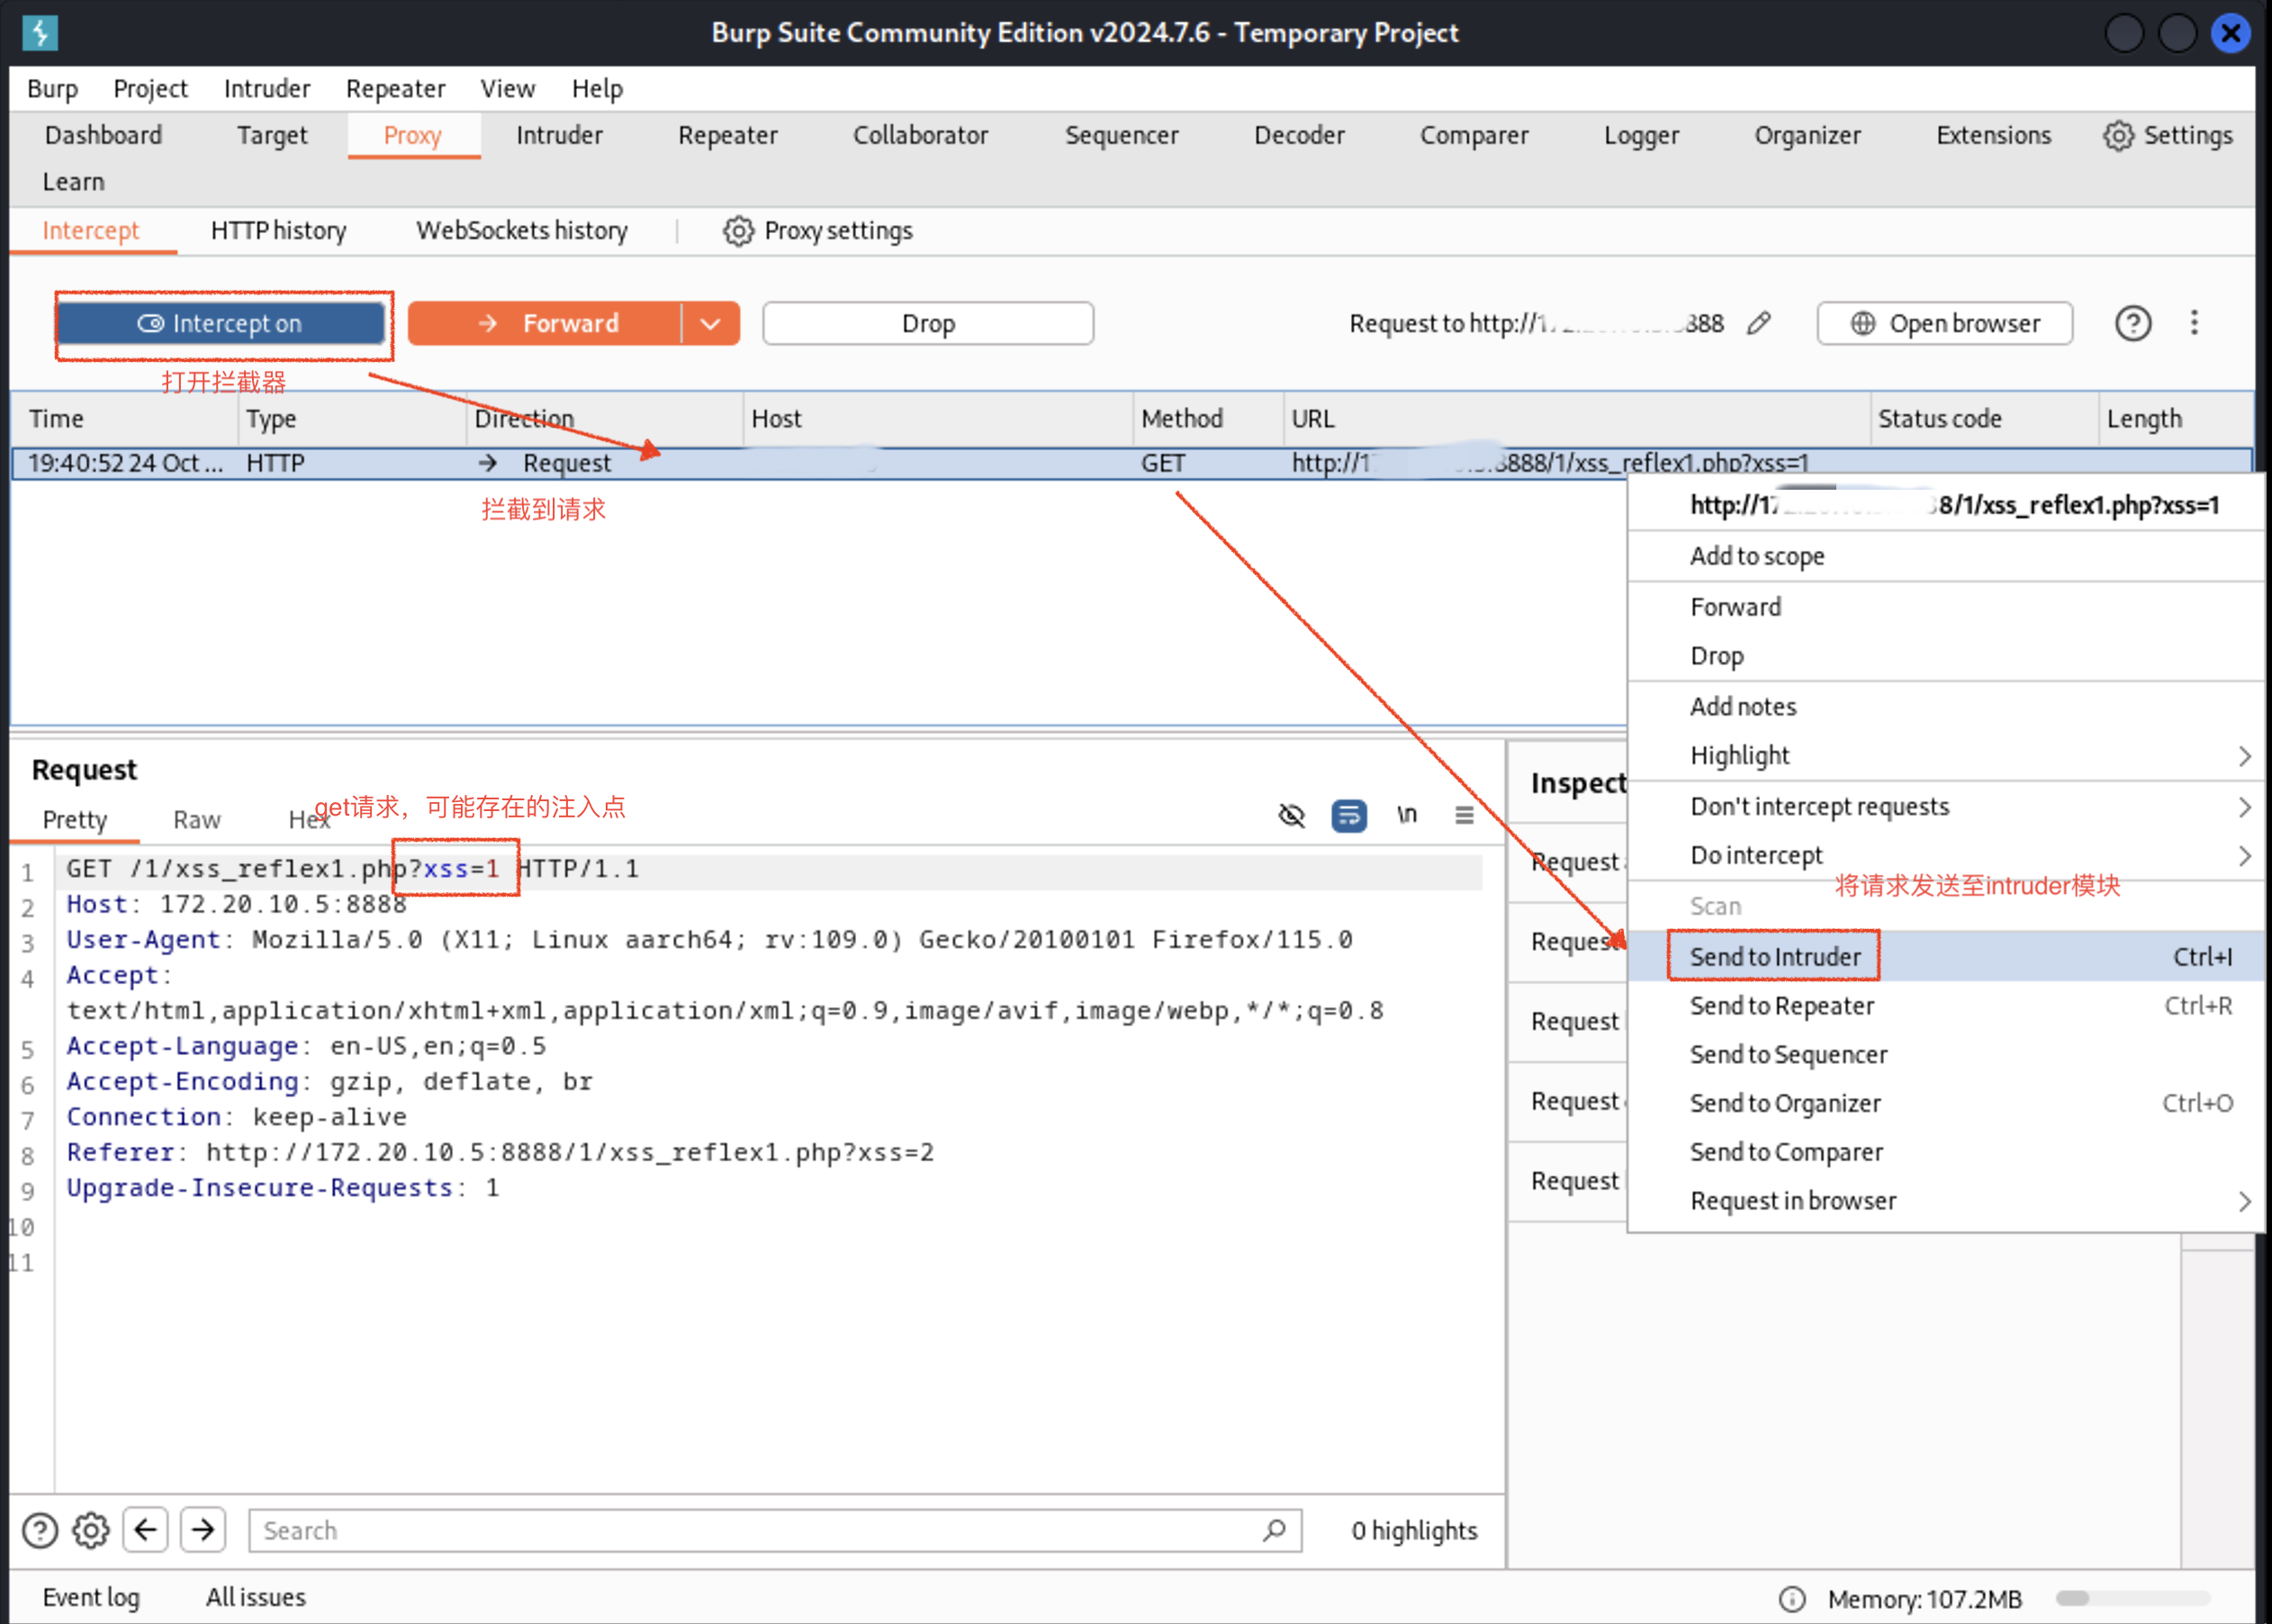 Burp Suite Community Edition v2024.7.6 - Temporary Project
Burp Project Intruder Repeater View Help
Dashboard Target Proxy Intruder Repeater Collaborator Sequencer Decoder Comparer Logger Organizer Extensions Settings
Learn
Intercept HTTP history WebSockets history Proxy settings
Intercept on Forward Drop Request to http://1 888 Open browser
打开拦截器
Time Type Direction Host Method URL Status code Length
19:40:52 24 Oct ... HTTP → Request GET http://1 8888/1/xss_reflex1.php?xss=1
拦截到请求
http://17 8/1/xss_reflex1.php?xss=1
Add to scope
Forward
Drop
Add notes
Highlight
Don't intercept requests
Do intercept
将请求发送至intruder模块
Scan
Send to Intruder Ctrl+I
Send to Repeater Ctrl+R
Send to Sequencer
Send to Organizer Ctrl+O
Send to Comparer
Request in browser
Request
get请求，可能存在的注入点
Pretty Raw Hex \n
1 GET /1/xss_reflex1.php?xss=1 HTTP/1.1
2 Host: 172.20.10.5:8888
3 User-Agent: Mozilla/5.0 (X11; Linux aarch64; rv:109.0) Gecko/20100101 Firefox/115.0
4 Accept:
text/html,application/xhtml+xml,application/xml;q=0.9,image/avif,image/webp,*/*;q=0.8
5 Accept-Language: en-US,en;q=0.5
6 Accept-Encoding: gzip, deflate, br
7 Connection: keep-alive
8 Referer: http://172.20.10.5:8888/1/xss_reflex1.php?xss=2
9 Upgrade-Insecure-Requests: 1
10
11
Inspect
Request
Request
Request
Request
Request
Search 0 highlights
Event log All issues Memory: 107.2MB